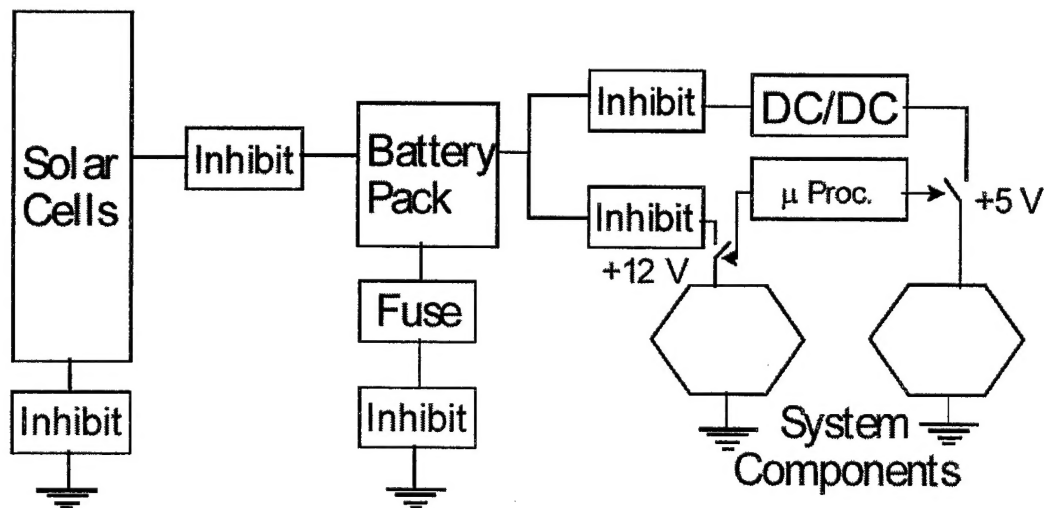 Solar
Cells
Inhibit
Inhibit
Battery
Pack
Fuse
Inhibit
Inhibit
DC/DC
Inhibit
μ Proc.
+12 V
+5 V
System
Components